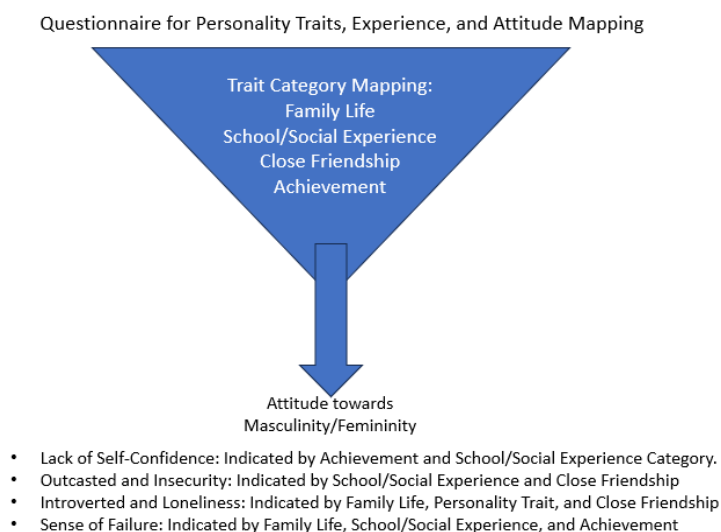 Questionnaire for Personality Traits, Experience, and Attitude Mapping
Trait Category Mapping:
Family Life
School/Social Experience
Close Friendship
Achievement
Attitude towards
Masculinity/Femininity
• Lack of Self-Confidence: Indicated by Achievement and School/Social Experience Category.
• Outcasted and Insecurity: Indicated by School/Social Experience and Close Friendship
• Introverted and Loneliness: Indicated by Family Life, Personality Trait, and Close Friendship
• Sense of Failure: Indicated by Family Life, School/Social Experience, and Achievement